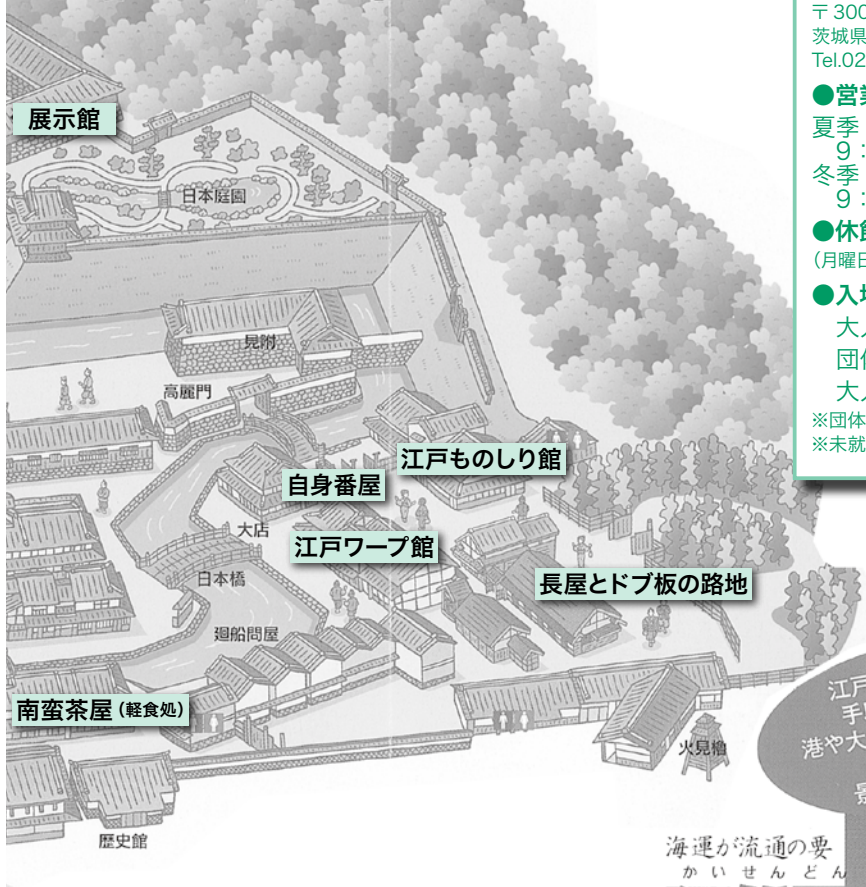 〒300
茨城県
Tel.02
●営業
夏季
9：
冬季
9：
●休館
（月曜日
●入場
大人
団体
大人
※団体
※未就
展示館
日本庭園
見附
高麗門
江戸ものしり館
自身番屋
大店
江戸ワープ館
日本橋
長屋とドブ板の路地
廻船問屋
南蛮茶屋（軽食処）
火見櫓
歴史館
江戸
港や大
海運が流通の要
かいせんどん